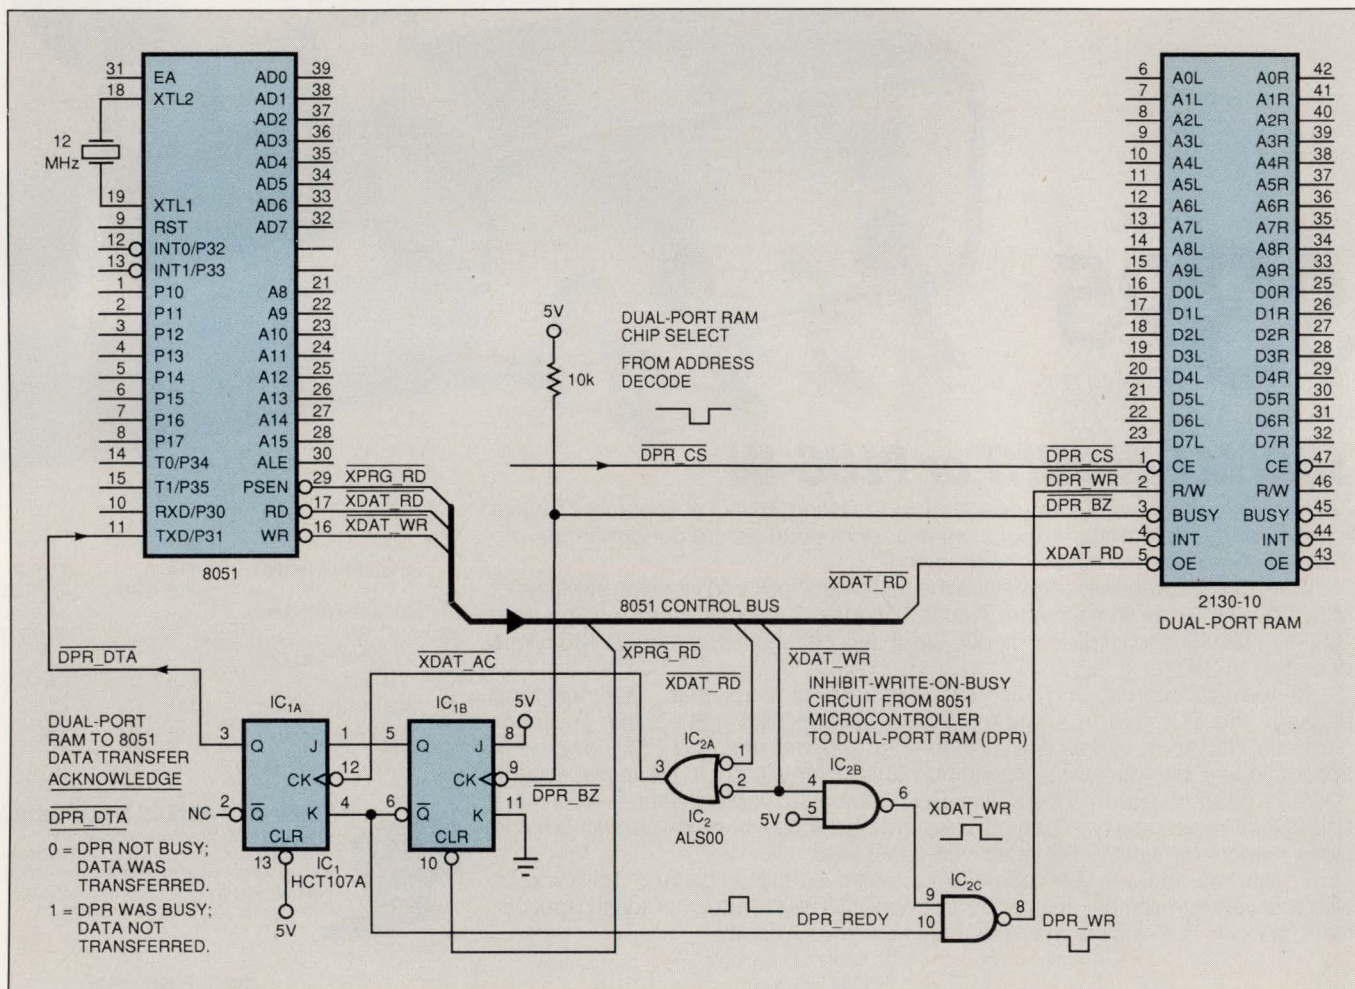 31 EA AD0 39
18 XTL2 AD1 38
AD2 37
AD3 36
12 MHz
AD4 35
AD5 34
19 XTL1 AD6 33
9 RST AD7 32
12 INT0/P32
13 INT1/P33
1 P10 A8 21
2 P11 A9 22
3 P12 A10 23
4 P13 A11 24
5 P14 A12 25
6 P15 A13 26
7 P16 A14 27
8 P17 A15 28
14 T0/P34 ALE 30
15 T1/P35 PSEN 29 XPRG_RD
10 RXD/P30 RD 17 XDAT_RD
11 TXD/P31 WR 16 XDAT_WR
8051
5V
10k
DUAL-PORT RAM
CHIP SELECT
FROM ADDRESS
DECODE
DPR_CS
6 A0L A0R 42
7 A1L A1R 41
8 A2L A2R 40
9 A3L A3R 39
10 A4L A4R 38
11 A5L A5R 37
12 A6L A6R 36
13 A7L A7R 35
14 A8L A8R 34
15 A9L A9R 33
16 D0L D0R 25
17 D1L D1R 26
18 D2L D2R 27
19 D3L D3R 28
20 D4L D4R 29
21 D5L D5R 30
22 D6L D6R 31
23 D7L D7R 32
DPR_CS 1 CE CE 47
DPR_WR 2 R/W R/W 46
DPR_BZ 3 BUSY BUSY 45
4 INT INT 44
XDAT_RD 5 OE OE 43
2130-10
DUAL-PORT RAM
XDAT_RD
8051 CONTROL BUS
DPR_DTA
XDAT_AC
XPRG_RD
XDAT_RD
XDAT_WR
INHIBIT-WRITE-ON-BUSY
CIRCUIT FROM 8051
MICROCONTROLLER
TO DUAL-PORT RAM (DPR)
DUAL-PORT
RAM TO 8051
DATA TRANSFER
ACKNOWLEDGE
DPR_DTA
0 = DPR NOT BUSY;
DATA WAS
TRANSFERRED.
1 = DPR WAS BUSY;
DATA NOT
TRANSFERRED.
IC1A
3 Q J 1
CK 12
NC 2 Q K 4
CLR
13
5V
IC1
HCT107A
IC1B
5 Q J 8
5V
CK 9
DPR_BZ
6 Q K 11
CLR
10
IC2A
3 1
2
IC2
ALS00
IC2B
4
5V 5
6
XDAT_WR
IC2C
9
10
8
DPR_REDY
DPR_WR